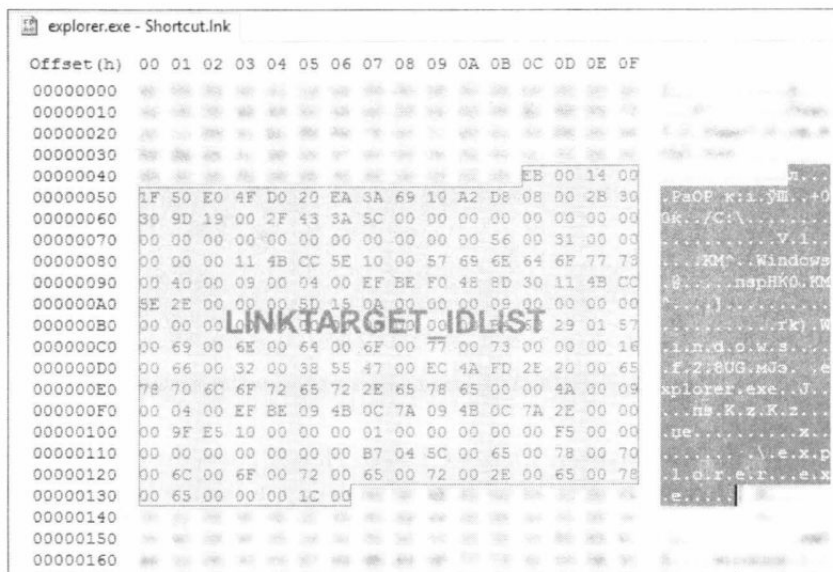 explorer.exe - Shortcut.lnk
Offset(h) 00 01 02 03 04 05 06 07 08 09 0A 0B 0C 0D 0E 0F
00000000
00000010
00000020
00000030
00000040 EB 00 14 00 л...
00000050 1F 50 E0 4F D0 20 EA 3A 69 10 A2 D8 08 00 2B 30 .PаОР к:i.ўШ..+0
00000060 30 9D 19 00 2F 43 3A 5C 00 00 00 00 00 00 00 00 0ќ../C:\........
00000070 00 00 00 00 00 00 00 00 00 00 00 56 00 31 00 00 ...........V.1..
00000080 00 00 00 11 4B CC 5E 10 00 57 69 6E 64 6F 77 73 ....KМ^..Windows
00000090 00 40 00 09 00 04 00 EF BE F0 48 8D 30 11 4B CC .@.....пѕрHЌ0.KМ
000000A0 5E 2E 00 00 00 5D 15 0A 00 00 00 00 09 00 00 00 ^....].
000000B0 00 00 00 29 01 57 rk).W
LINKTARGET_IDLIST
000000C0 00 69 00 6E 00 64 00 6F 00 77 00 73 00 00 00 16 .i.n.d.o.w.s....
000000D0 00 66 00 32 00 38 55 47 00 EC 4A FD 2E 20 00 65 .f.2.8UG.мJэ. .e
000000E0 78 70 6C 6F 72 65 72 2E 65 78 65 00 00 4A 00 09 xplorer.exe..J..
000000F0 00 04 00 EF BE 09 4B 0C 7A 09 4B 0C 7A 2E 00 00 ...пѕ.K.z.K.z...
00000100 00 9F E5 10 00 00 00 01 00 00 00 00 00 F5 00 00 .џе..........х..
00000110 00 00 00 00 00 00 00 B7 04 5C 00 65 00 78 00 70 .\.e.x.p
00000120 00 6C 00 6F 00 72 00 65 00 72 00 2E 00 65 00 78 .l.o.r.e.r...e.x
00000130 00 65 00 00 00 1C 00 .e.....
00000140
00000150
00000160